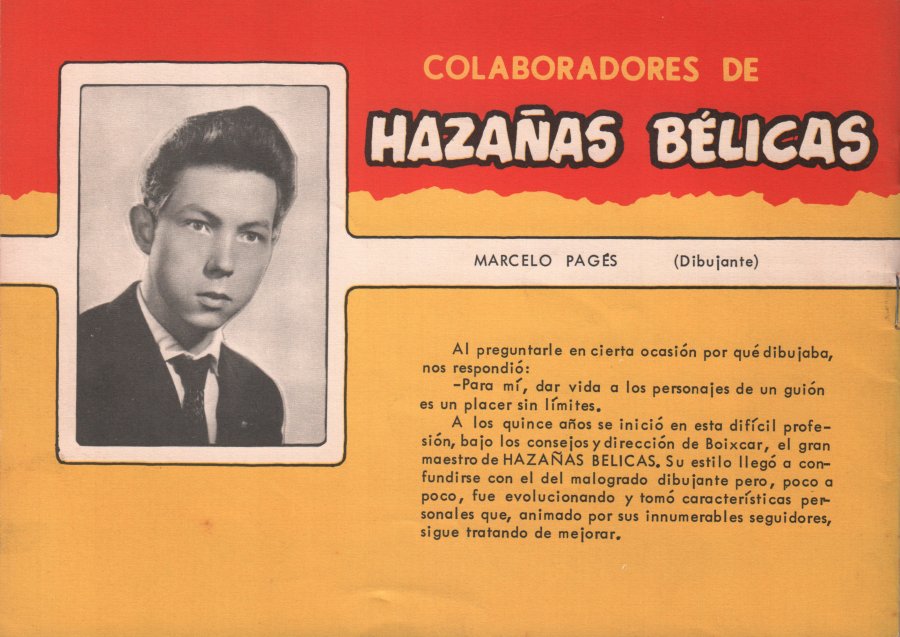 COLABORADORES DE
HAZAÑAS BÉLICAS
MARCELO PAGÉS (Dibujante)
Al preguntarle en cierta ocasión por qué dibujaba,
nos respondió:
–Para mí, dar vida a los personajes de un guión
es un placer sin límites.
A los quince años se inició en esta difícil profe-
sión, bajo los consejos y dirección de Boixcar, el gran
maestro de HAZAÑAS BELICAS. Su estilo llegó a con-
fundirse con el del malogrado dibujante pero, poco a
poco, fue evolucionando y tomó características per-
sonales que, animado por sus innumerables seguidores,
sigue tratando de mejorar.